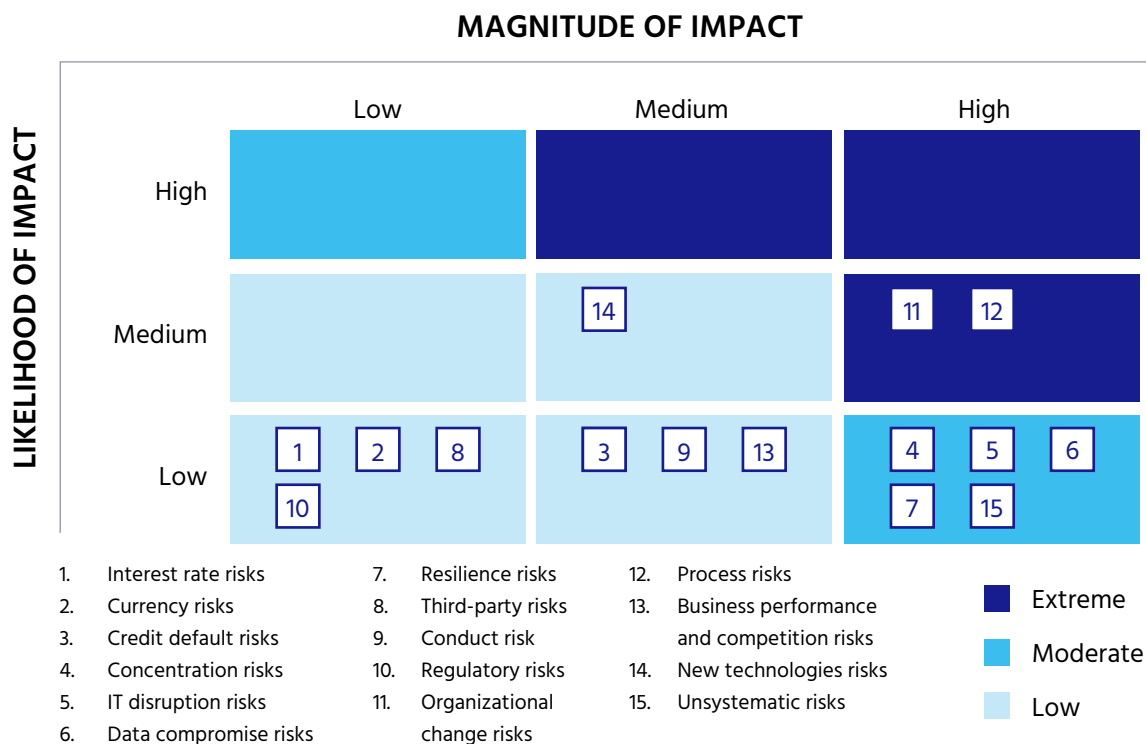 MAGNITUDE OF IMPACT
LIKELIHOOD OF IMPACT
Low
Medium
High
High
Medium
14
11
12
Low
1
2
8
10
3
9
13
4
5
6
7
15
1. Interest rate risks
2. Currency risks
3. Credit default risks
4. Concentration risks
5. IT disruption risks
6. Data compromise risks
7. Resilience risks
8. Third-party risks
9. Conduct risk
10. Regulatory risks
11. Organizational
change risks
12. Process risks
13. Business performance
and competition risks
14. New technologies risks
15. Unsystematic risks
Extreme
Moderate
Low